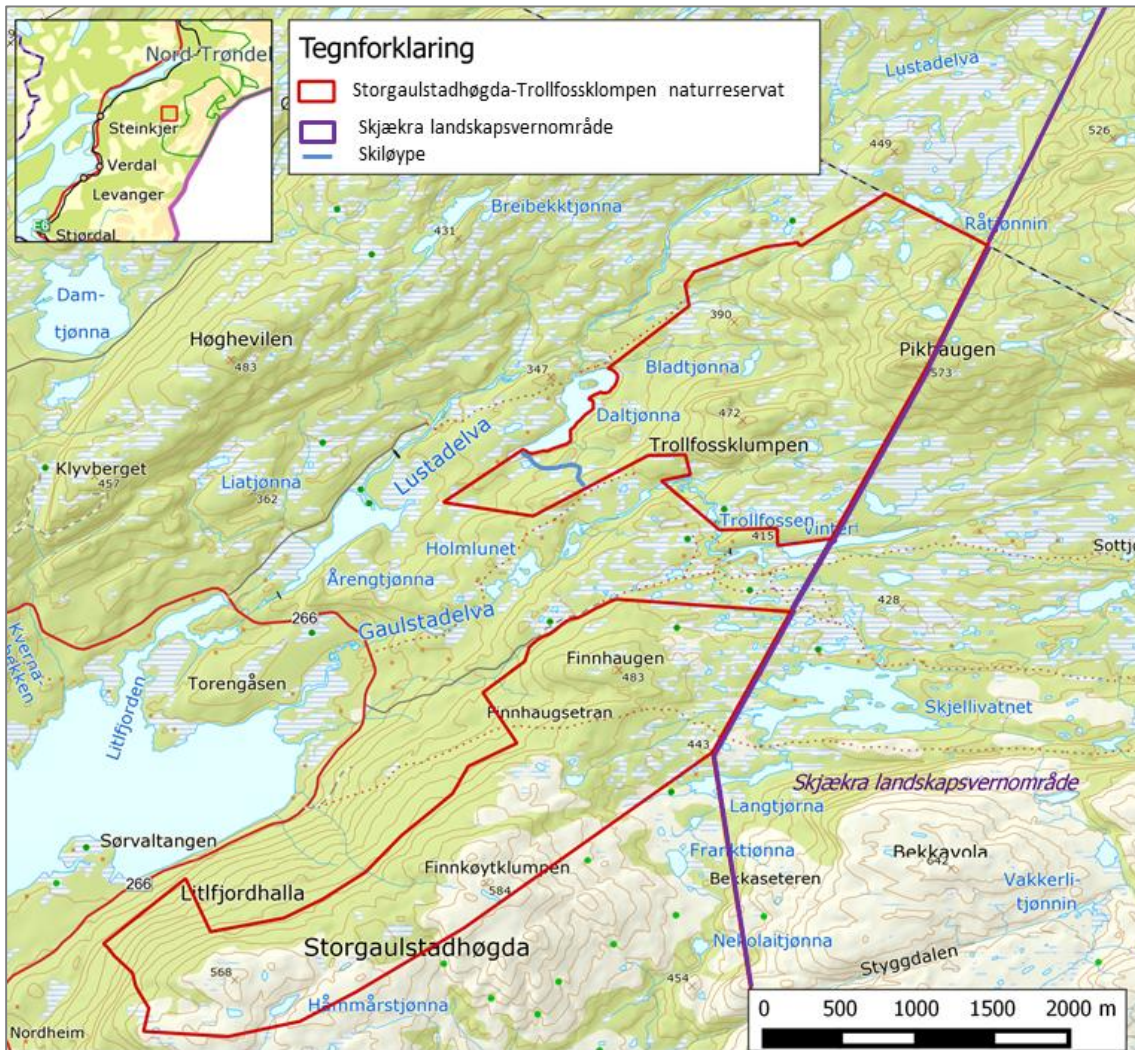 Nord-Trøndel
Steinkjer
Verdal
Levanger
E6
Stjørdal
Tegnforklaring
Storgaulstadhøgda-Trollfossklompen naturreservat
Skjækra landskapsvernområde
Skiløype
Lustadelva
526
449
Breibekktjønna
431
Råtjønnin
Dam-
tjønna
Høghevilen
483
390
Pikhaugen
573
347
Bladtjønna
Daltjønna
472
Trollfossklumpen
Lustadelva
Klyvberget
457
Liatjønna
362
Trollfossen
415
Vinter
Holmlunet
Sottj
Årengtjønna
266
Gaulstadelva
428
Kverna-
bekken
Litlfjorden
Torengåsen
Finnhaugen
483
Skjellivatnet
Finnhaugsetran
443
Skjækra landskapsvernområde
Langtjørna
Sørvaltangen
Franktjønna
Bekkavola
642
Finnkøytklumpen
584
Bekkaseteren
266
Litlfjordhalla
Vakkerli-
tjønnin
Storgaulstadhøgda
Nekolaitjønna
Styggdalen
568
454
Håmmårstjønna
Nordheim
0 500 1000 1500 2000 m